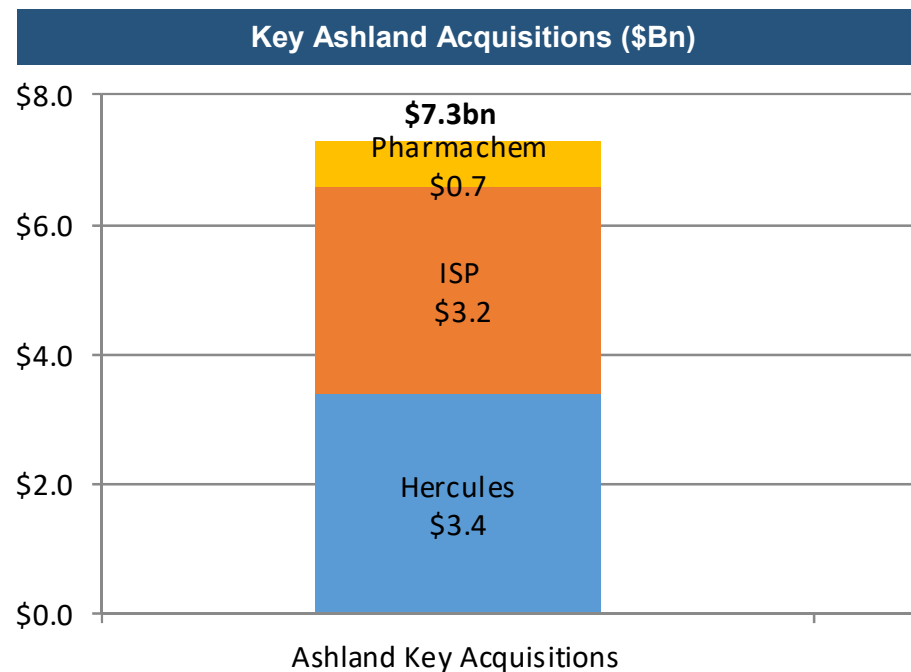 Key Ashland Acquisitions ($Bn)
$8.0
$7.3bn
Pharmachem
$0.7
$6.0
ISP
$3.2
$4.0
Hercules
$3.4
$2.0
$0.0
Ashland Key Acquisitions